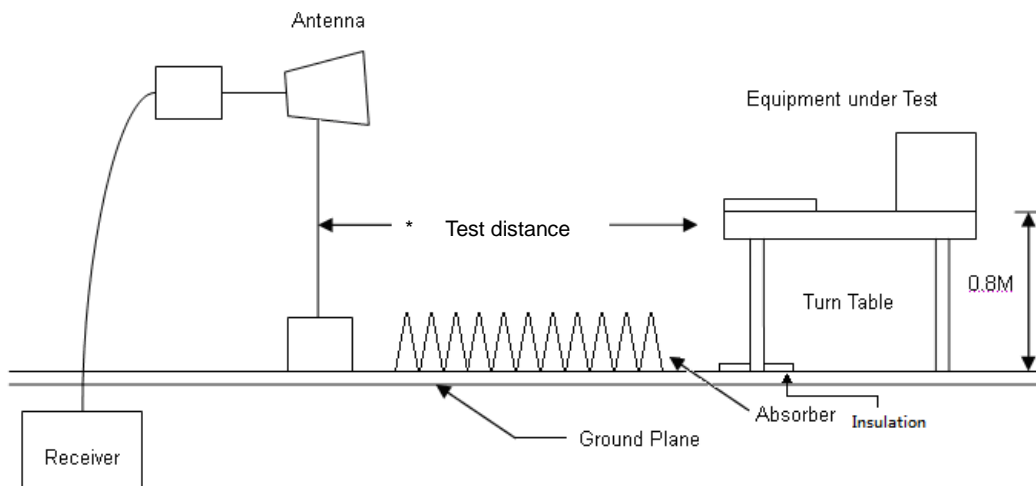 Antenna
Equipment under Test
* Test distance
0.8M
Turn Table
Absorber
Insulation
Ground Plane
Receiver